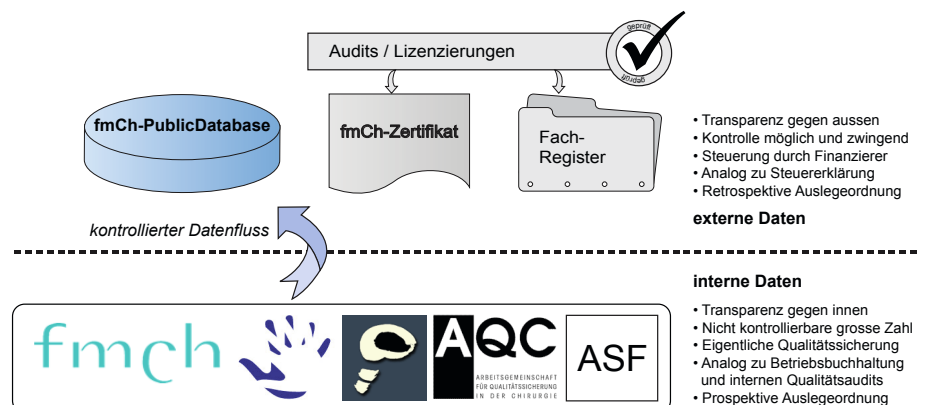 Audits / Lizenzierungen
geprüft
geprüft
fmCh-PublicDatabase
fmCh-Zertifikat
Fach-
Register
• Transparenz gegen aussen
• Kontrolle möglich und zwingend
• Steuerung durch Finanzierer
• Analog zu Steuererklärung
• Retrospektive Auslegeordnung
externe Daten
kontrollierter Datenfluss
interne Daten
• Transparenz gegen innen
• Nicht kontrollierbare grosse Zahl
• Eigentliche Qualitätssicherung
• Analog zu Betriebsbuchhaltung
und internen Qualitätsaudits
• Prospektive Auslegeordnung
fmch
AQC
ARBEITSGEMEINSCHAFT
FÜR QUALITÄTSSICHERUNG
IN DER CHIRURGIE
ASF